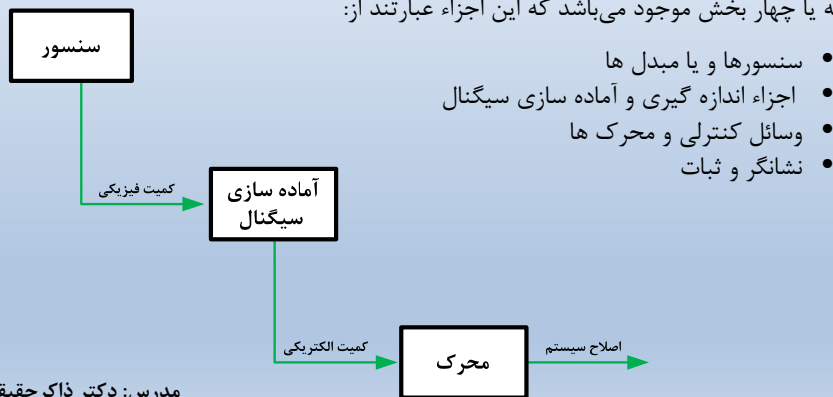 یا چهار بخش موجود می‌باشد که این اجزاء عبارتند از:
• سنسورها و یا مبدل ها
• اجزاء اندازه گیری و آماده سازی سیگنال
• وسائل کنترلی و محرک ها
• نشانگر و ثبات
سنسور
کمیت فیزیکی
آماده سازی
سیگنال
کمیت الکتریکی
محرک
اصلاح سیستم
مدرس: دکتر